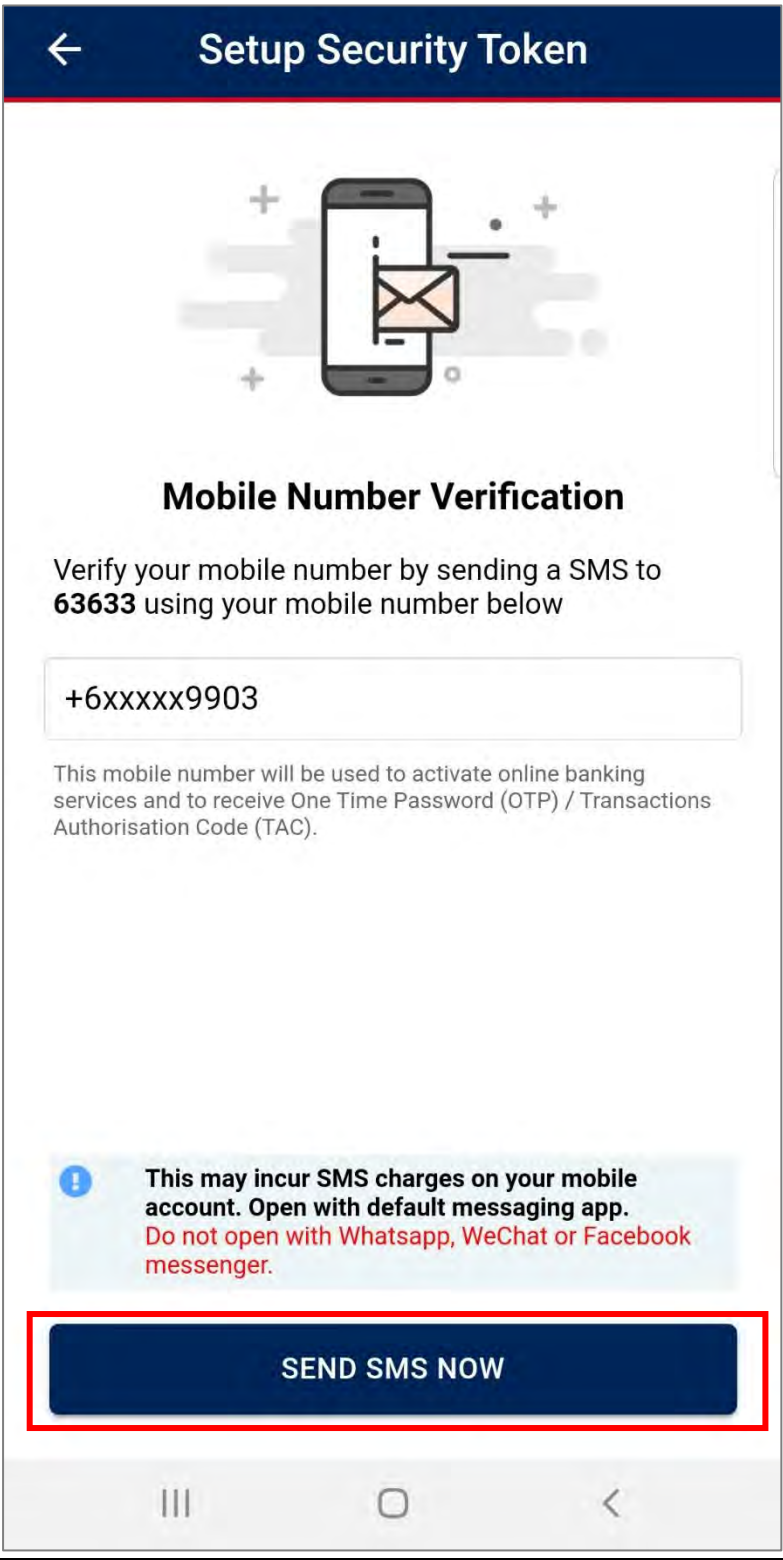 Setup Security Token
Mobile Number Verification
Verify your mobile number by sending a SMS to
63633 using your mobile number below
+6xxxxx9903
This mobile number will be used to activate online banking
services and to receive One Time Password (OTP) / Transactions
Authorisation Code (TAC).
This may incur SMS charges on your mobile
account. Open with default messaging app.
Do not open with Whatsapp, WeChat or Facebook
messenger.
SEND SMS NOW